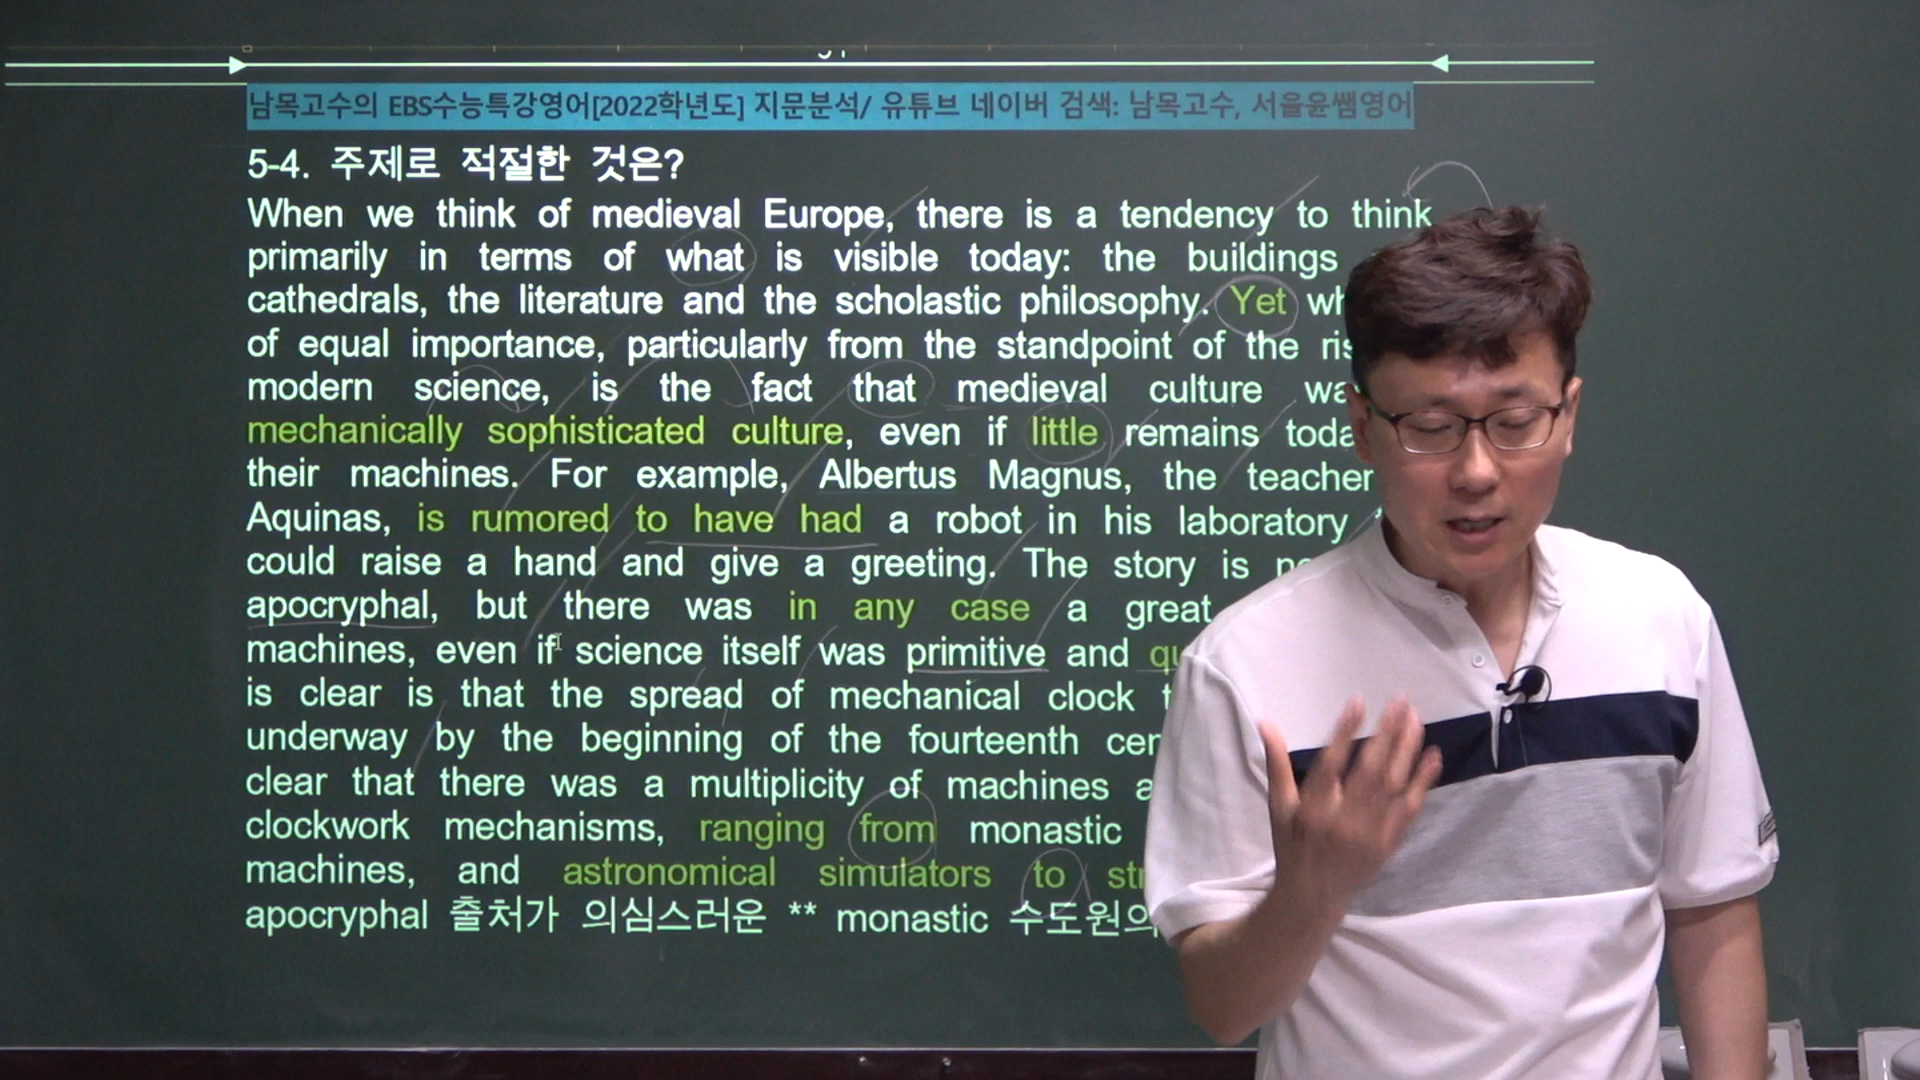 남목고수의 EBS수능특강영어[2022학년도] 지문분석/ 유튜브 네이버 검색: 남목고수, 서울윤쌤영어
5-4. 주제로 적절한 것은?
When we think of medieval Europe, there is a tendency to think
primarily in terms of what is visible today: the buildings
cathedrals, the literature and the scholastic philosophy. Yet
of equal importance, particularly from the standpoint of the
modern science, is the fact that medieval culture
mechanically sophisticated culture, even if little remains
their machines. For example, Albertus Magnus, the teacher
Aquinas, is rumored to have had a robot in his laboratory
could raise a hand and give a greeting. The story is
apocryphal, but there was in any case a great
machines, even if science itself was primitive and
is clear is that the spread of mechanical clock
underway by the beginning of the fourteenth
clear that there was a multiplicity of machines
clockwork mechanisms, ranging from monastic
machines, and astronomical simulators to
apocryphal 출처가 의심스러운 ** monastic 수도원의